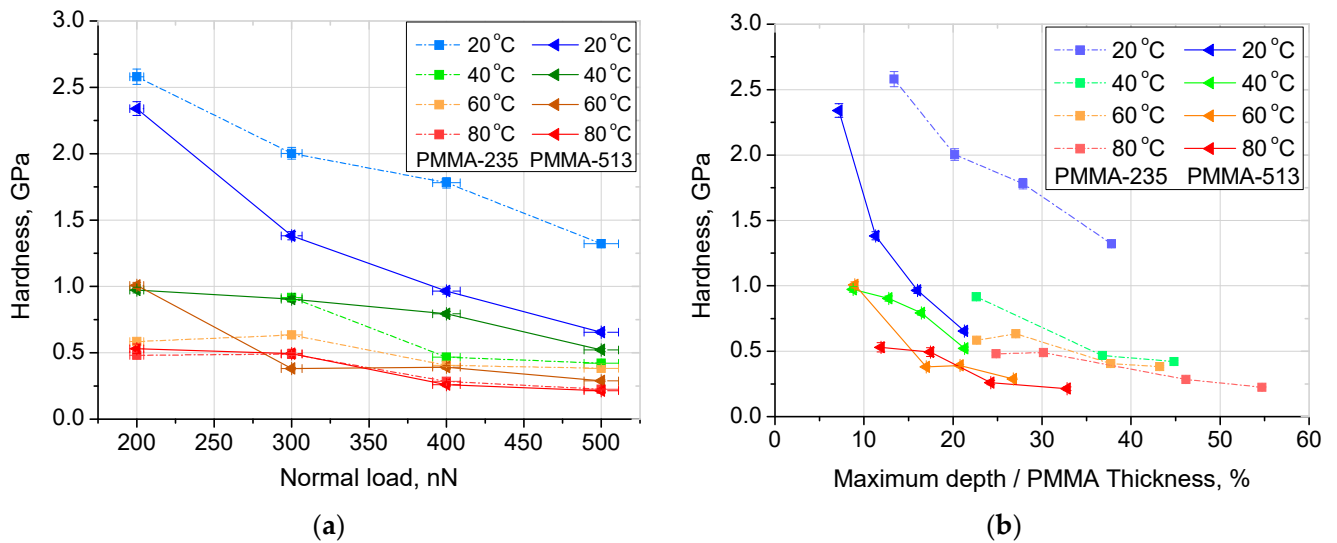 3.0
2.5
2.0
1.5
1.0
0.5
0.0
Hardness, GPa
20 °C 20 °C
40 °C 40 °C
60 °C 60 °C
80 °C 80 °C
PMMA-235 PMMA-513
200 250 300 350 400 450 500
Normal load, nN
(a)
3.0
2.5
2.0
1.5
1.0
0.5
0.0
Hardness, GPa
20 °C 20 °C
40 °C 40 °C
60 °C 60 °C
80 °C 80 °C
PMMA-235 PMMA-513
0 10 20 30 40 50 60
Maximum depth / PMMA Thickness, %
(b)